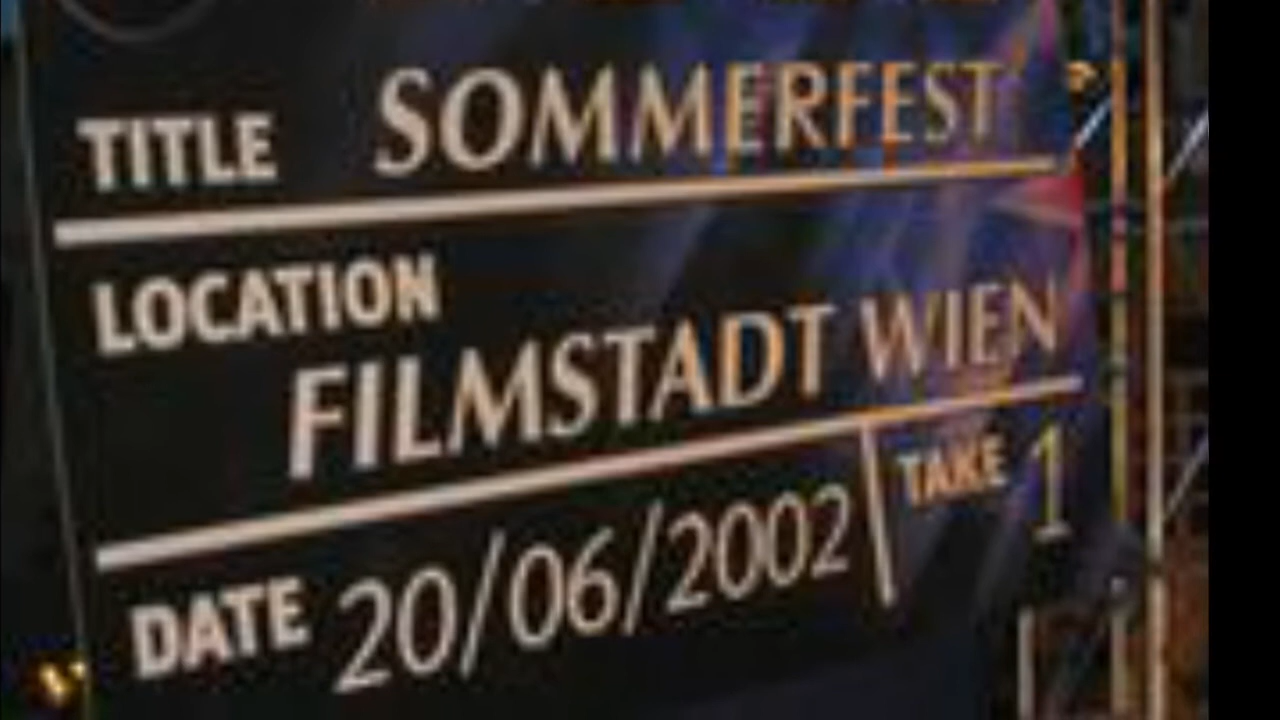 TITLE SOMMERFEST
LOCATION
FILMSTADT WIEN
TAKE 1
DATE 20/06/2002